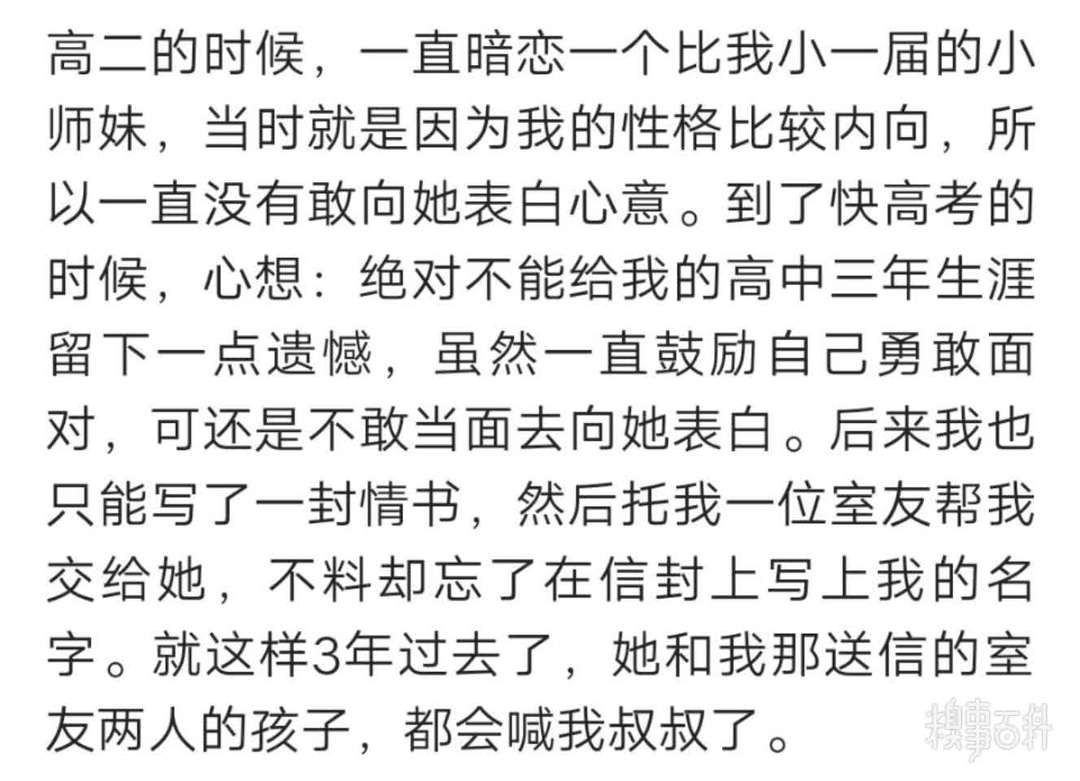 高二的时候，一直暗恋一个比我小一届的小
师妹，当时就是因为我的性格比较内向，所
以一直没有敢向她表白心意。到了快高考的
时候，心想：绝对不能给我的高中三年生涯
留下一点遗憾，虽然一直鼓励自己勇敢面
对，可还是不敢当面去向她表白。后来我也
只能写了一封情书，然后托我一位室友帮我
交给她，不料却忘了在信封上写上我的名
字。就这样3年过去了，她和我那送信的室
友两人的孩子，都会喊我叔叔了。
糗事百科